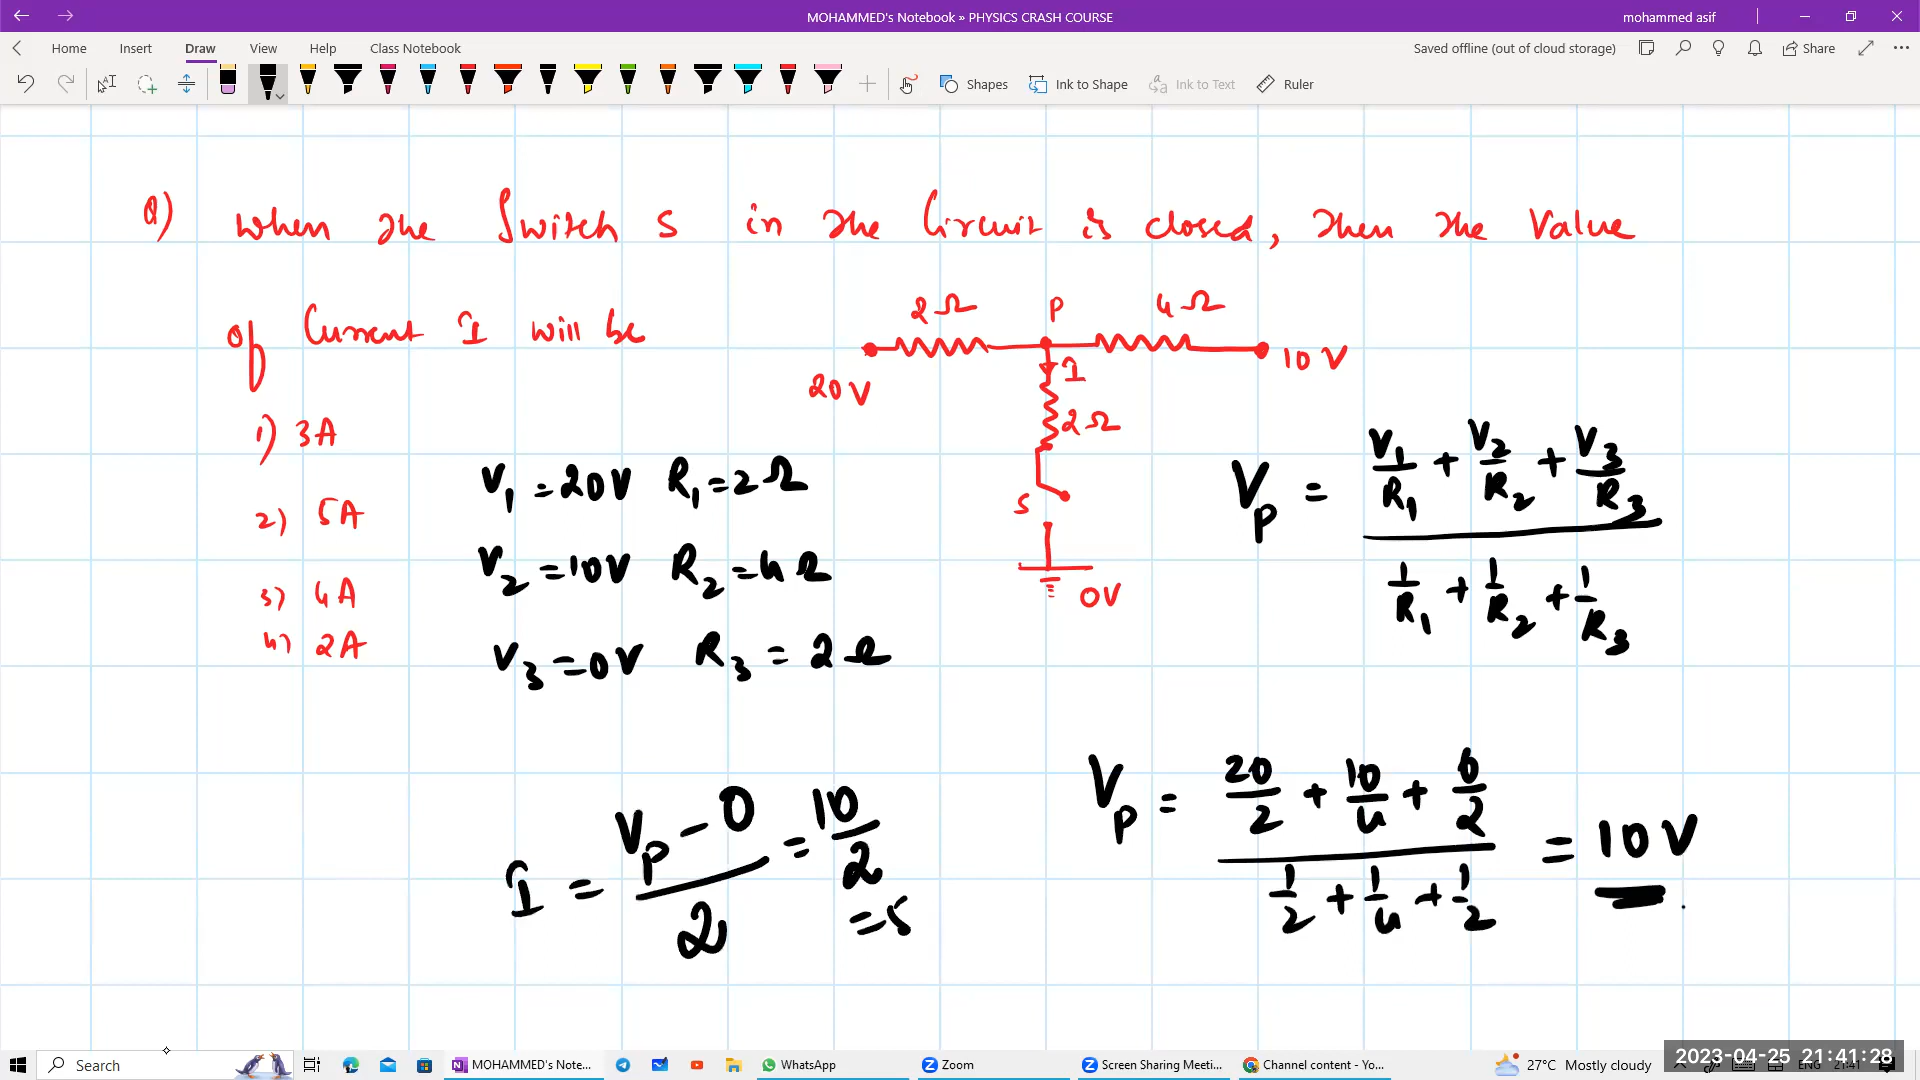 MOHAMMED's Notebook » PHYSICS CRASH COURSE
mohammed asif
Home Insert Draw View Help Class Notebook
Saved offline (out of cloud storage)
Share
Shapes
Ink to Shape
Ink to Text
Ruler
Q) When the Switch S in the Circuit is closed, then the Value
of Current I will be
2Ω P 4Ω
20V I 10V
2Ω
S
0V
1) 3A
2) 5A
3) 4A
4) 2A
V₁ = 20V R₁ = 2Ω
V₂ = 10V R₂ = 4Ω
V₃ = 0V R₃ = 2Ω
Vp = (V₁/R₁ + V₂/R₂ + V₃/R₃) / (1/R₁ + 1/R₂ + 1/R₃)
Vp = (20/2 + 10/4 + 0/2) / (1/2 + 1/4 + 1/2) = 10V
I = (Vp - 0) / 2 = 10/2
= 5
Search
MOHAMMED's Note...
WhatsApp
Zoom
Screen Sharing Meeti...
Channel content - Yo...
27°C Mostly cloudy
2023-04-25 21:41:28
ENG 21:41